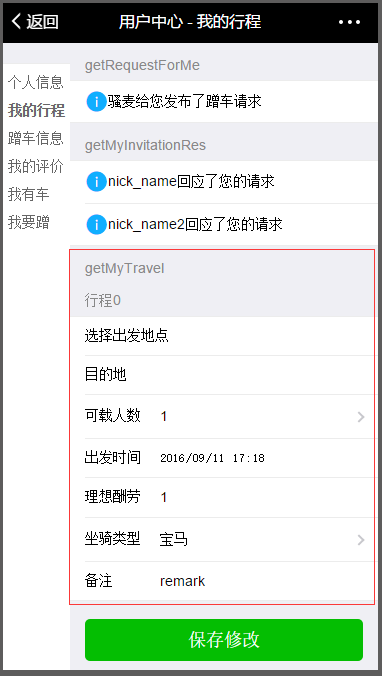 返回
用户中心 - 我的行程
个人信息
我的行程
蹭车信息
我的评价
我有车
我要蹭
getRequestForMe
骚麦给您发布了蹭车请求
getMyInvitationRes
nick_name回应了您的请求
nick_name2回应了您的请求
getMyTravel
行程0
选择出发地点
目的地
可载人数 1
出发时间 2016/09/11 17:18
理想酬劳 1
坐骑类型 宝马
备注 remark
保存修改